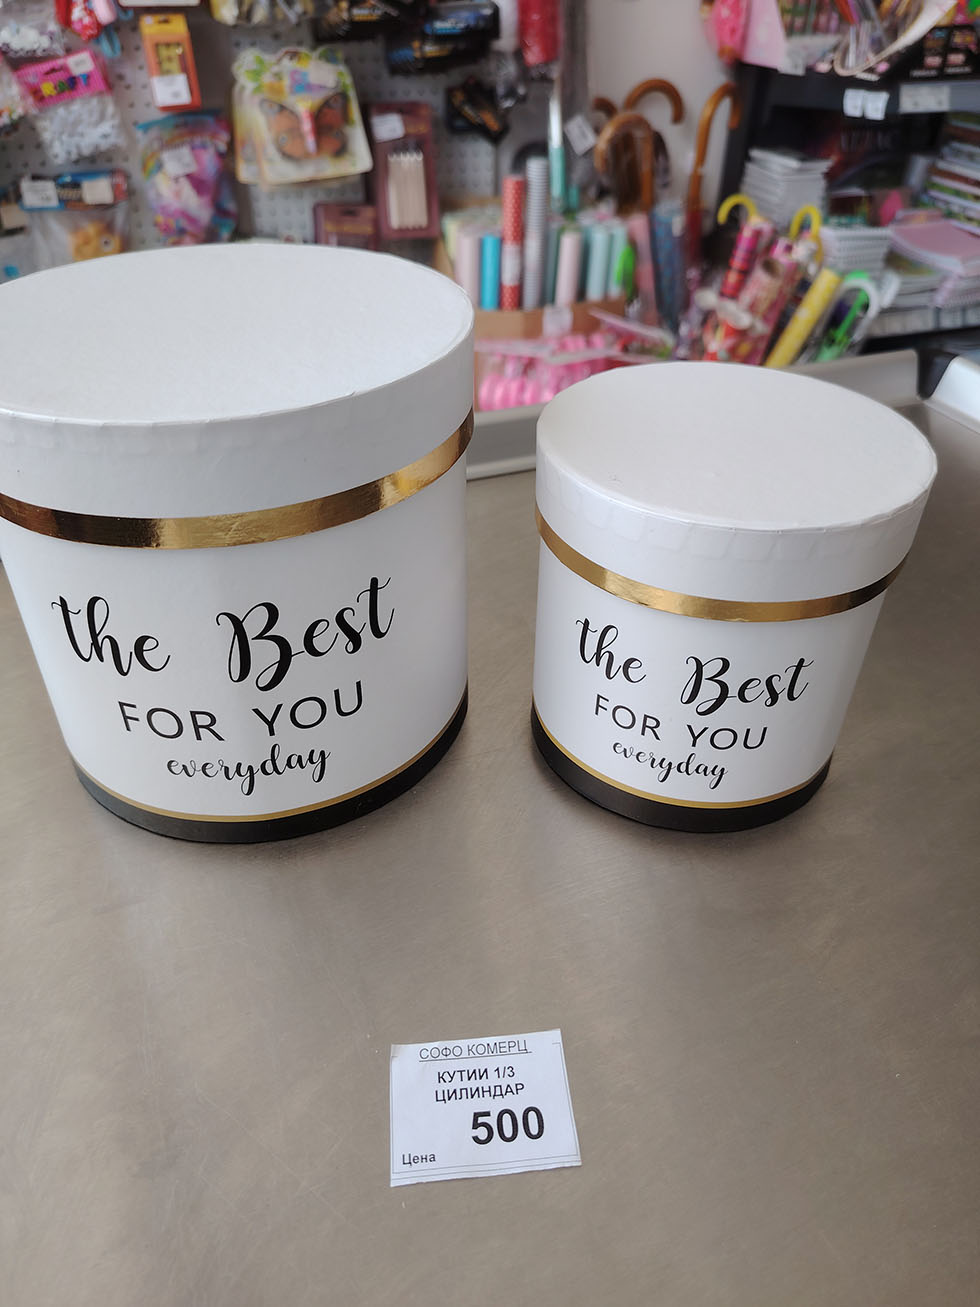 the Best
FOR YOU
everyday
the Best
FOR YOU
everyday
СОФО КОМЕРЦ
КУТИИ 1/3
ЦИЛИНДАР
500
Цена